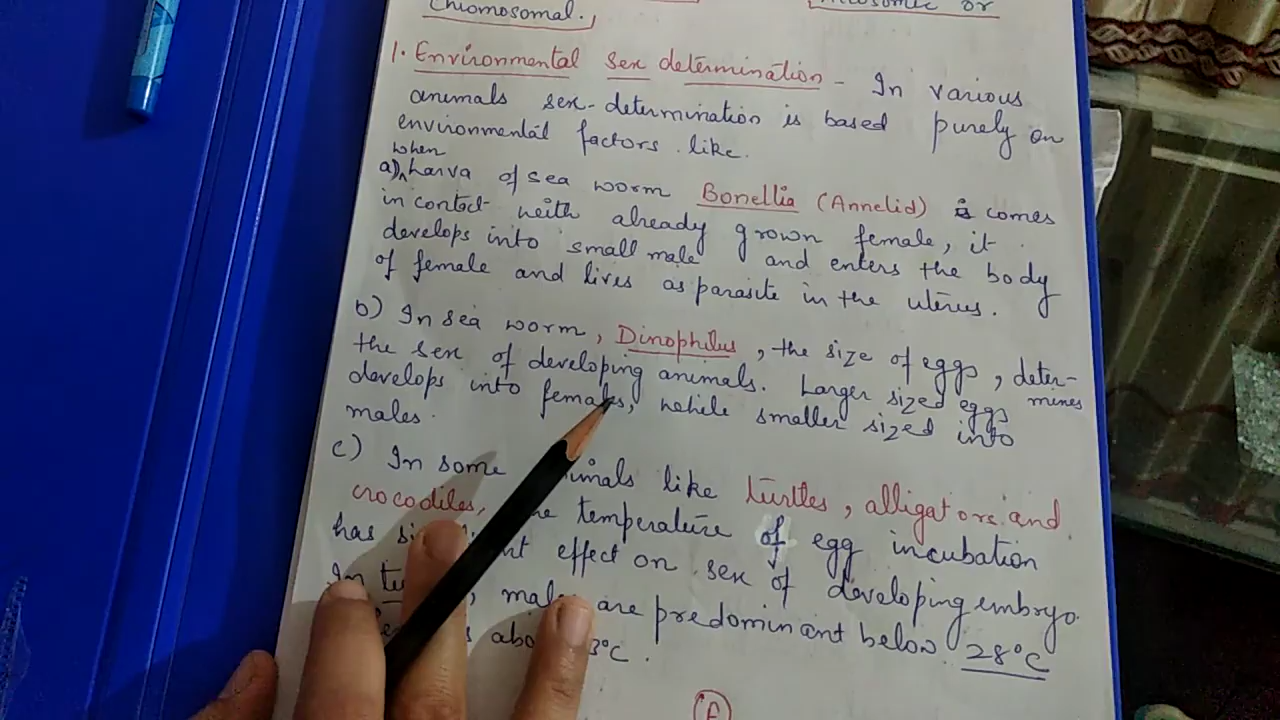 Chromosomal.
or
1. Environmental sex determination - In various
animals sex-determination is based purely on
environmental factors like.
when
a) Larva of sea worm Bonellia (Annelid) is comes
in contact with already grown female, it
develops into small male and enters the body
of female and lives as parasite in the uterus.
b) In sea worm, Dinophilus, the size of eggs, deter-
mines
the sex of developing animals. Larger sized eggs
develops into females, while smaller sized into
males.
c) In some like turtles, alligators and
crocodiles, temperature of egg incubation
has effect on sex of developing embryo.
In males are predominant below 28°C
3°C.